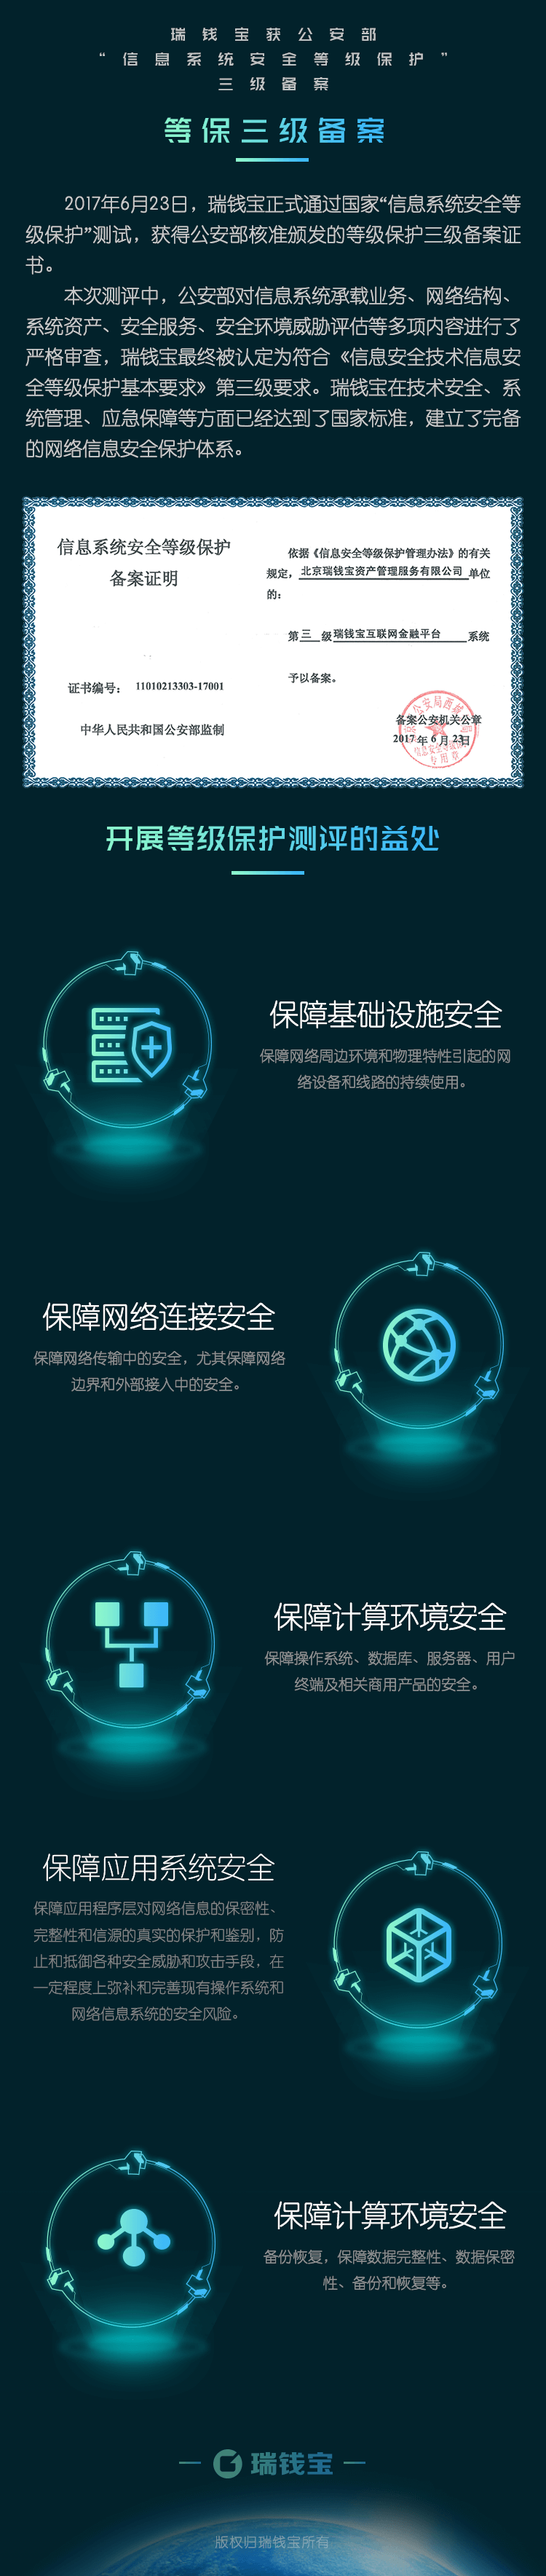 瑞钱宝获公安部
“信息系统安全等级保护”
三级备案
等保三级备案
2017年6月23日，瑞钱宝正式通过国家“信息系统安全等
级保护”测试，获得公安部核准颁发的等级保护三级备案证
书。
本次测评中，公安部对信息系统承载业务、网络结构、
系统资产、安全服务、安全环境威胁评估等多项内容进行了
严格审查，瑞钱宝最终被认定为符合《信息安全技术信息安
全等级保护基本要求》第三级要求。瑞钱宝在技术安全、系
统管理、应急保障等方面已经达到了国家标准，建立了完备
的网络信息安全保护体系。
信息系统安全等级保护
备案证明
证书编号： 11010213303-17001
中华人民共和国公安部监制
依据《信息安全等级保护管理办法》的有关
规定，北京瑞钱宝资产管理服务有限公司 单位
的：
第三级瑞钱宝互联网金融平台 系统
予以备案。
备案公安机关公章
2017年6月23日
开展等级保护测评的益处
保障基础设施安全
保障网络周边环境和物理特性引起的网
络设备和线路的持续使用。
保障网络连接安全
保障网络传输中的安全，尤其保障网络
边界和外部接入中的安全。
保障计算环境安全
保障操作系统、数据库、服务器、用户
终端及相关商用产品的安全。
保障应用系统安全
保障应用程序层对网络信息的保密性、
完整性和信源的真实的保护和鉴别，防
止和抵御各种安全威胁和攻击手段，在
一定程度上弥补和完善现有操作系统和
网络信息系统的安全风险。
保障计算环境安全
备份恢复，保障数据完整性、数据保密
性、备份和恢复等。
瑞钱宝
版权归瑞钱宝所有